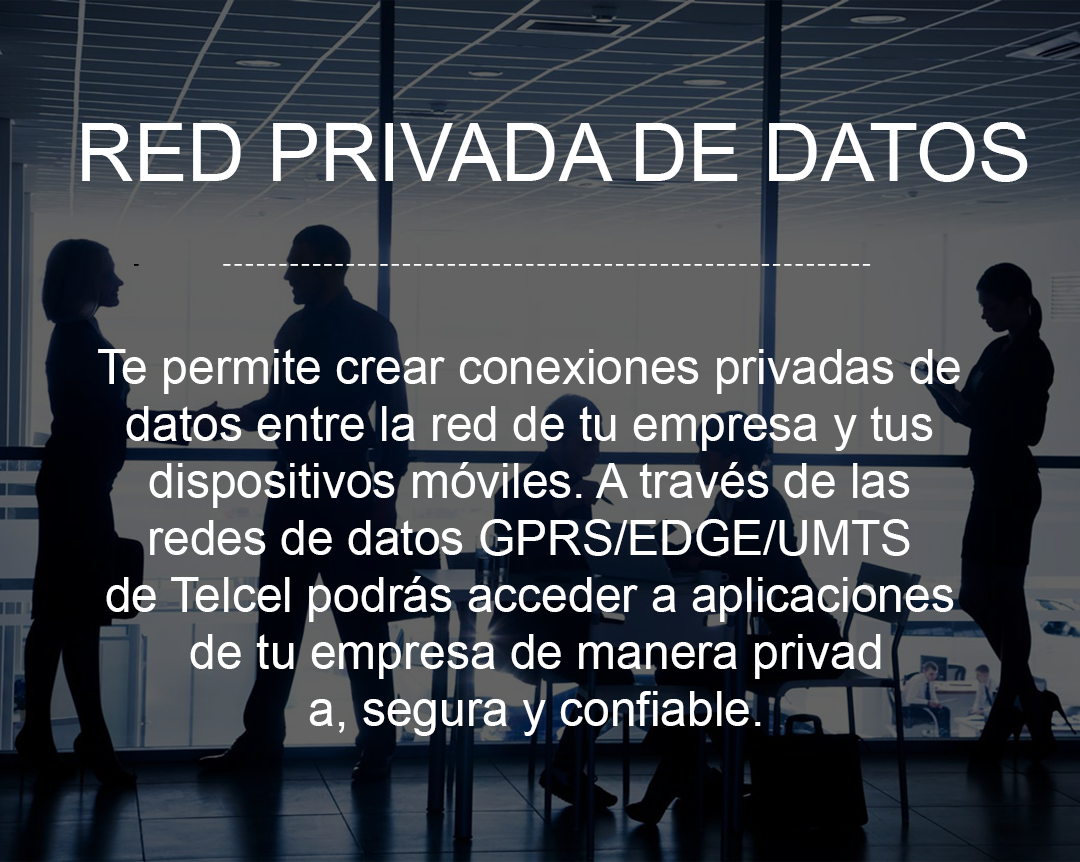 RED PRIVADA DE DATOS
Te permite crear conexiones privadas de
datos entre la red de tu empresa y tus
dispositivos móviles. A través de las
redes de datos GPRS/EDGE/UMTS
de Telcel podrás acceder a aplicaciones
de tu empresa de manera privad
a, segura y confiable.